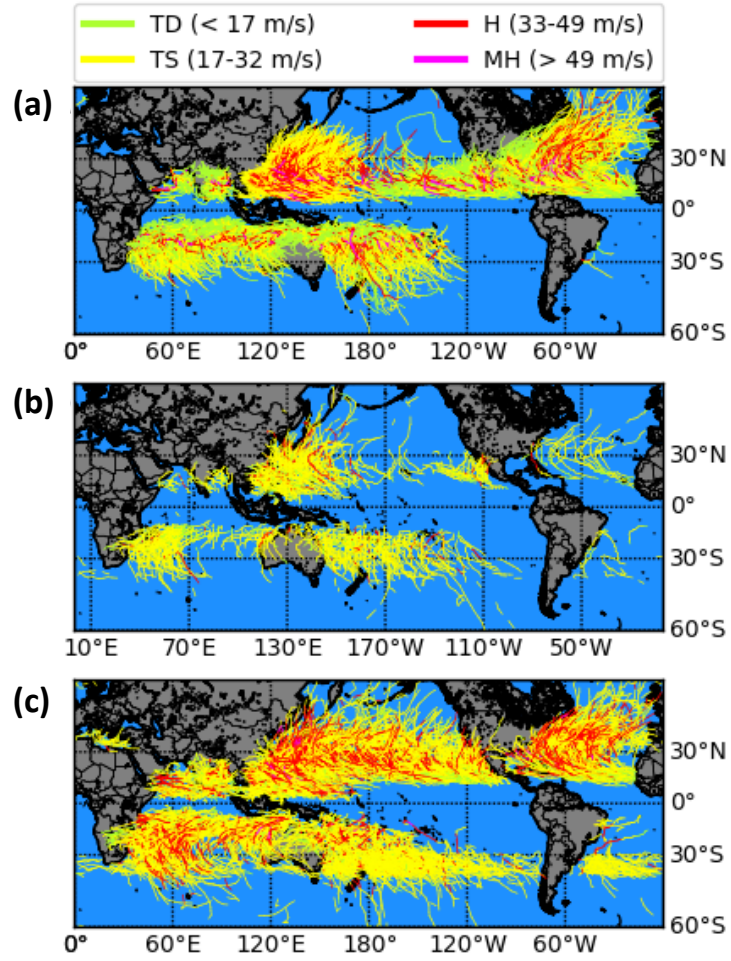 TD (< 17 m/s) H (33-49 m/s)
TS (17-32 m/s) MH (> 49 m/s)
(a)
30°N
0°
30°S
60°S
0° 60°E 120°E 180° 120°W 60°W
(b)
30°N
0°
30°S
60°S
10°E 70°E 130°E 170°W 110°W 50°W
(c)
30°N
0°
30°S
60°S
0° 60°E 120°E 180° 120°W 60°W